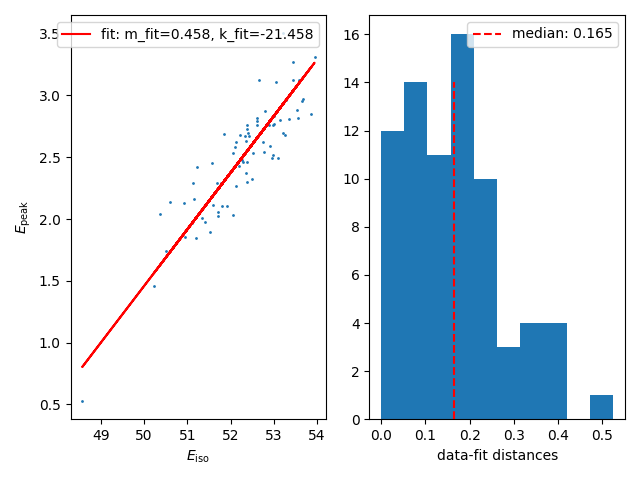 fit: m_fit=0.458, k_fit=-21.458
3.5
3.0
2.5
2.0
1.5
1.0
0.5
E_peak
49 50 51 52 53 54
E_iso
median: 0.165
16
14
12
10
8
6
4
2
0
0.0 0.1 0.2 0.3 0.4 0.5
data-fit distances